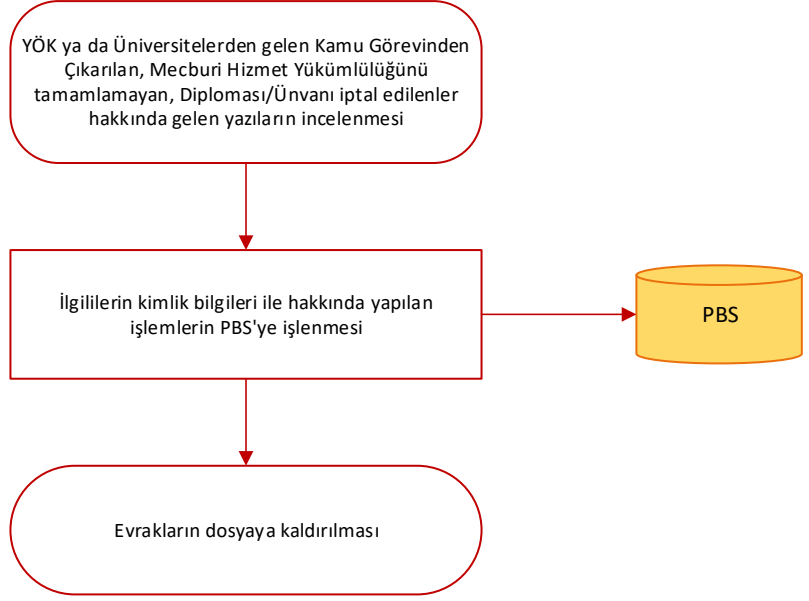 YÖK ya da Üniversitelerden gelen Kamu Görevinden
Çıkarılan, Mecburi Hizmet Yükümlülüğünü
tamamlamayan, Diploması/Ünvanı iptal edilenler
hakkında gelen yazıların incelenmesi
İlgililerin kimlik bilgileri ile hakkında yapılan
işlemlerin PBS'ye işlenmesi
PBS
Evrakların dosyaya kaldırılması